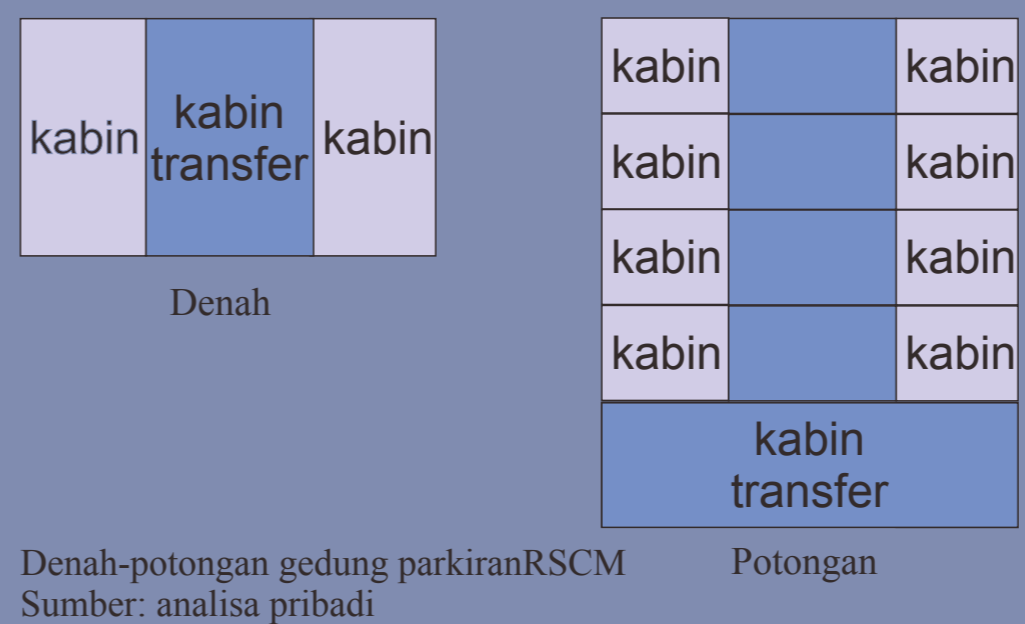 kabin
kabin
transfer
kabin
Denah
kabin
kabin
kabin
kabin
kabin
kabin
kabin
kabin
kabin
transfer
Potongan
Denah-potongan gedung parkiranRSCM
Sumber: analisa pribadi